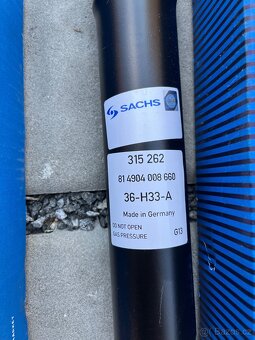 SACHS
315 262
81 4904 008 660
36-H33-A
Made in Germany
DO NOT OPEN
GAS PRESSURE
G13